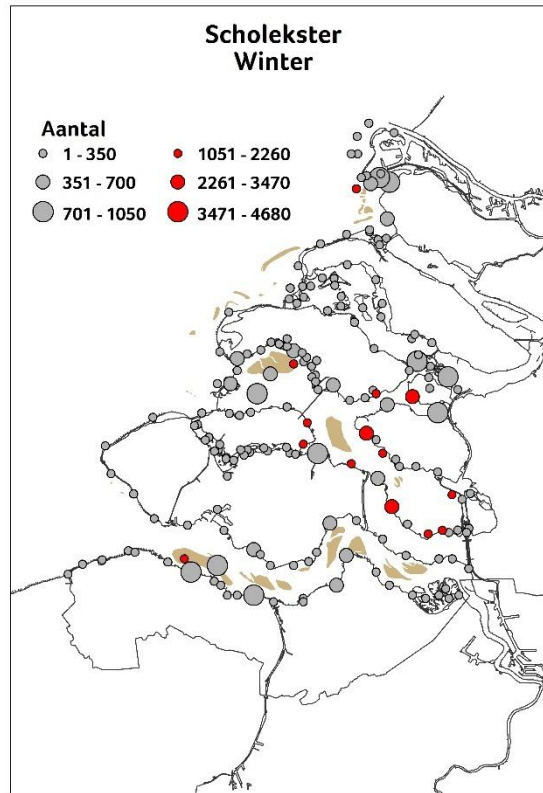 Scholekster
Winter
Aantal
1 - 350
1051 - 2260
351 - 700
2261 - 3470
701 - 1050
3471 - 4680